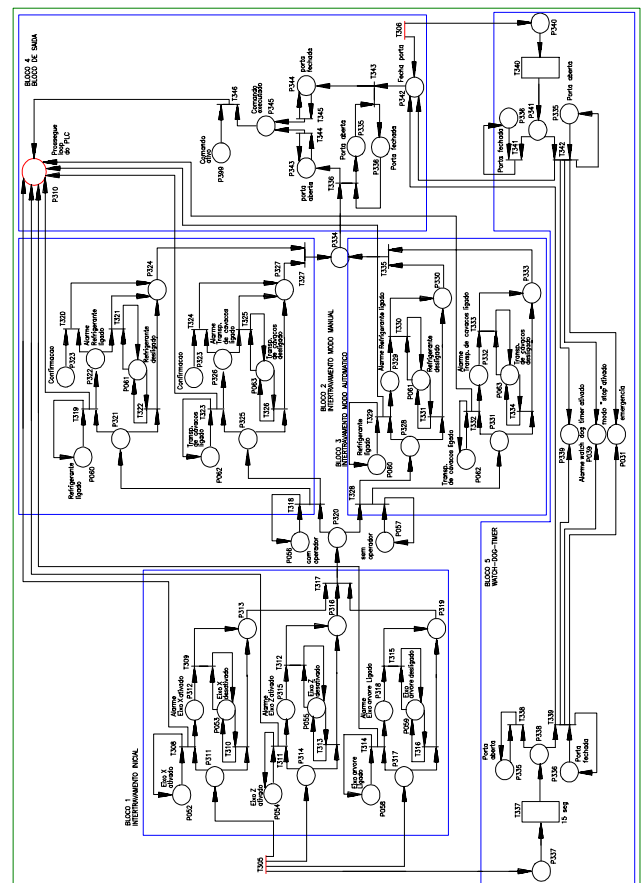 BLOCO 4
BLOCO DE SAIDA
Prossegue
loop
do PLC
P310
T346
Comando
ativo
P399
Comando
executado
P345
porta
fechada
P344
T345
T344
P343
porta
aberta
T343
P335
Porta aberta
P336
Porta fechada
T336
P334
Fecha porta
P342
T306
P340
T340
P341
P336
Porta fechada
T341
P335
Porta aberta
T342
BLOCO 2
INTERTRAVAMENTO MODO MANUAL
T320
Confirmacao
P323
Alarme
Refrigerante
ligado
P322
T321
P324
P061
Refrigerante
desligado
T322
T319
P321
Refrigerante
ligado
P060
T324
Confirmacao
P323
Alarme
Transp.
de cavacos
ligado
P326
T325
P327
T327
P063
Transp.
de cavacos
desligado
T326
T323
P325
Transp.
de cavacos
ligado
P062
BLOCO 3
INTERTRAVAMENTO MODO AUTOMATICO
T335
Alarme Refrigerante ligado
P329
T330
P330
P061
Refrigerante
desligado
T331
T329
P328
Refrigerante
ligado
P060
Alarme
Transp. de cavacos
ligado
P332
T333
P333
P063
Transp.
de cavacos
desligado
T334
T332
P331
Transp.
de cavacos ligado
P062
T318
P056
com operador
P320
T328
P057
sem
operador
P339
Alarme watch dog timer ativado
P039
modo "stop" ativado
P031
emergencia
BLOCO 1
INTERTRAVAMENTO INICIAL
T317
P313
P316
P319
T309
Alarme
Eixo X ativado
P312
Eixo X
desativado
P053
T310
T308
P311
Eixo X
ativado
P052
T312
Alarme
Eixo Z ativado
P315
Eixo Z
desativado
P055
T313
T311
P314
Eixo Z
ativado
P054
T315
Alarme
Eixo arvore Ligado
P318
Eixo arvore
desligado
P059
T316
T314
P317
Eixo arvore
ligado
P058
T305
BLOCO 5
WATCH-DOG-TIMER
T338
Porta
aberta
P335
P338
T339
P336
Porta
fechada
T337
15 seg
P337